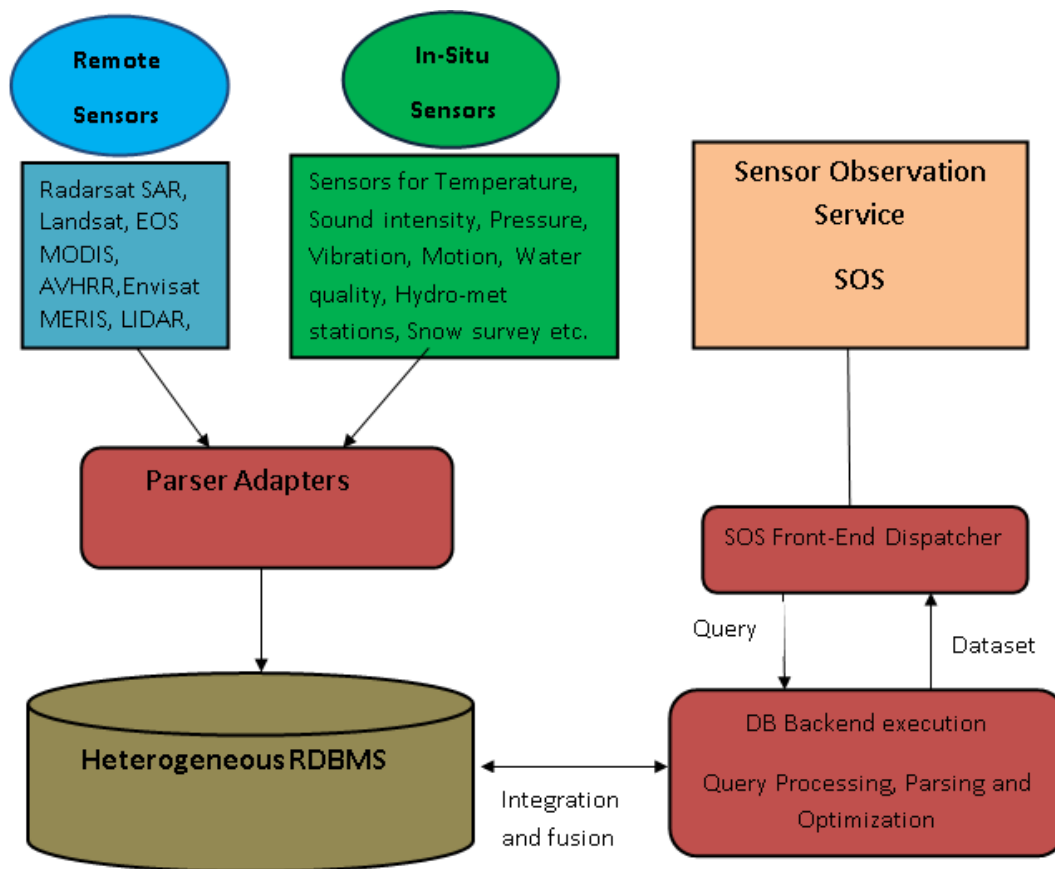 Remote
Sensors
In-Situ
Sensors
Radarsat SAR,
Landsat, EOS
MODIS,
AVHRR,Envisat
MERIS, LIDAR,
Sensors for Temperature,
Sound intensity, Pressure,
Vibration, Motion, Water
quality, Hydro-met
stations, Snow survey etc.
Sensor Observation
Service
SOS
Parser Adapters
SOS Front-End Dispatcher
Query
Dataset
Heterogeneous RDBMS
Integration
and fusion
DB Backend execution
Query Processing, Parsing and
Optimization